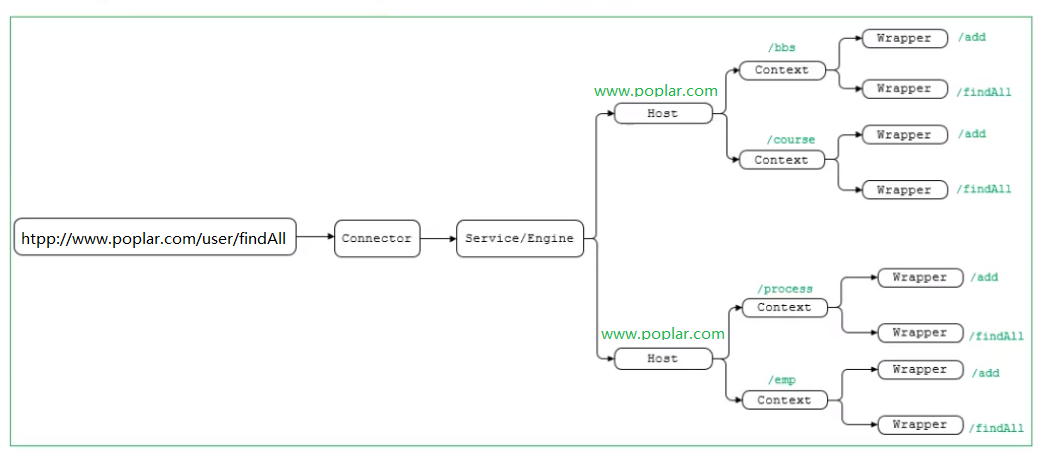 /bbs
Wrapper /add
Context
www.poplar.com
Wrapper /findAll
Host
/course
Wrapper /add
Context
Wrapper /findAll
htpp://www.poplar.com/user/findAll
Connector
Service/Engine
/process
Wrapper /add
Context
www.poplar.com
Wrapper /findAll
Host
/emp
Wrapper /add
Context
Wrapper /findAll